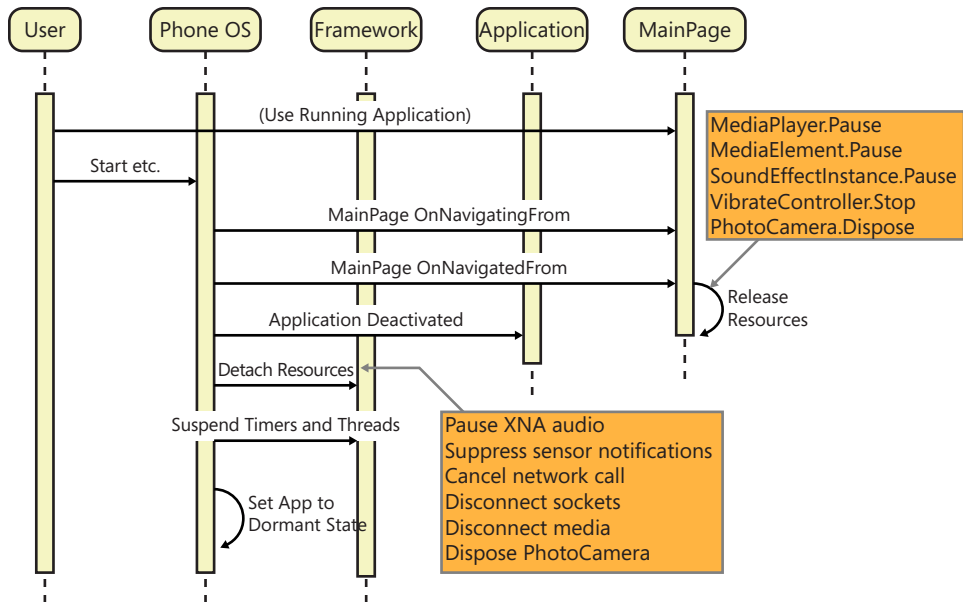 User
Phone OS
Framework
Application
MainPage
(Use Running Application)
MediaPlayer.Pause
MediaElement.Pause
SoundEffectInstance.Pause
VibrateController.Stop
PhotoCamera.Dispose
Start etc.
MainPage OnNavigatingFrom
MainPage OnNavigatedFrom
Release
Resources
Application Deactivated
Detach Resources
Suspend Timers and Threads
Pause XNA audio
Suppress sensor notifications
Cancel network call
Disconnect sockets
Disconnect media
Dispose PhotoCamera
Set App to
Dormant State